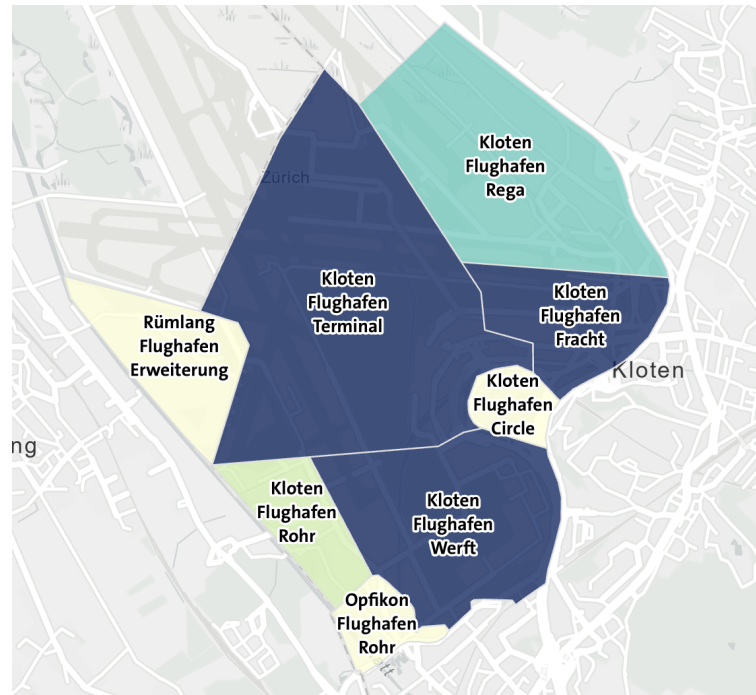 Kloten
Flughafen
Rega
Zürich
Kloten
Flughafen
Terminal
Kloten
Flughafen
Fracht
Rümlang
Flughafen
Erweiterung
Kloten
Kloten
Flughafen
Circle
ng
Kloten
Flughafen
Rohr
Kloten
Flughafen
Werft
Opfikon
Flughafen
Rohr